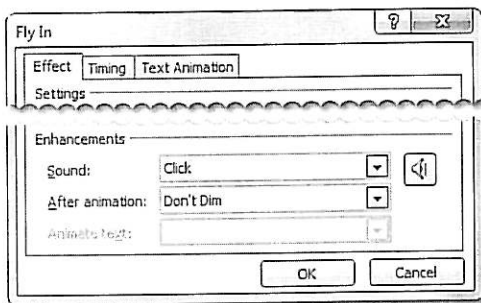 Fly In
Effect Timing Text Animation
Settings
Enhancements
Sound: Click
After animation: Don't Dim
Animate text:
OK Cancel